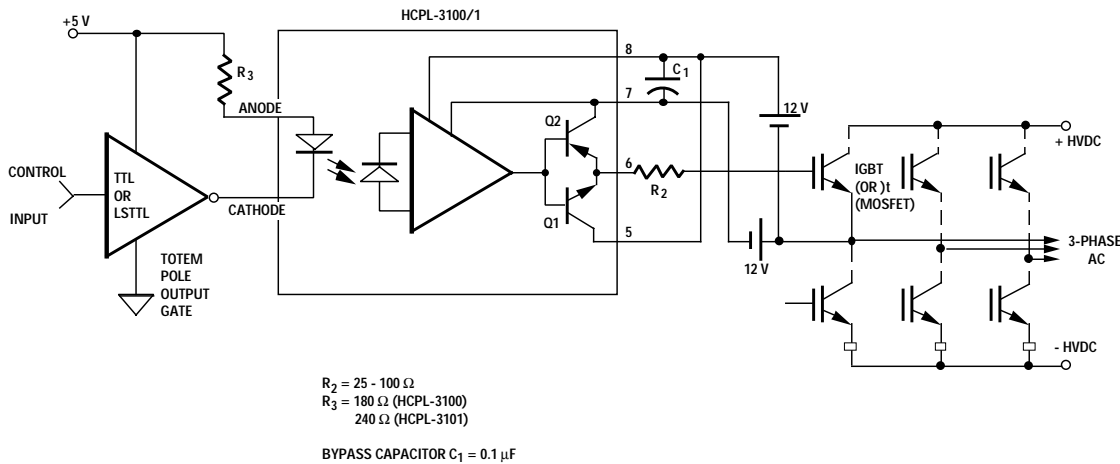 HCPL-3100/1
+5 V
8
C1
R3
7
12 V
ANODE
Q2
+ HVDC
6
CONTROL
INPUT
TTL
OR
LSTTL
R2
IGBT
(OR )t
(MOSFET)
CATHODE
Q1
5
3-PHASE
AC
12 V
TOTEM
POLE
OUTPUT
GATE
- HVDC
R2 = 25 - 100 Ω
R3 = 180 Ω (HCPL-3100)
240 Ω (HCPL-3101)
BYPASS CAPACITOR C1 = 0.1 µF